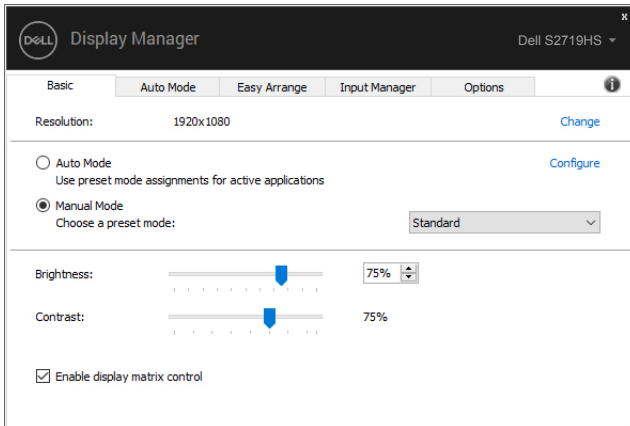 x
DELL Display Manager Dell S2719HS
Basic Auto Mode Easy Arrange Input Manager Options i
Resolution: 1920x1080 Change
Auto Mode Configure
Use preset mode assignments for active applications
Manual Mode
Choose a preset mode: Standard
Brightness: 75%
Contrast: 75%
Enable display matrix control